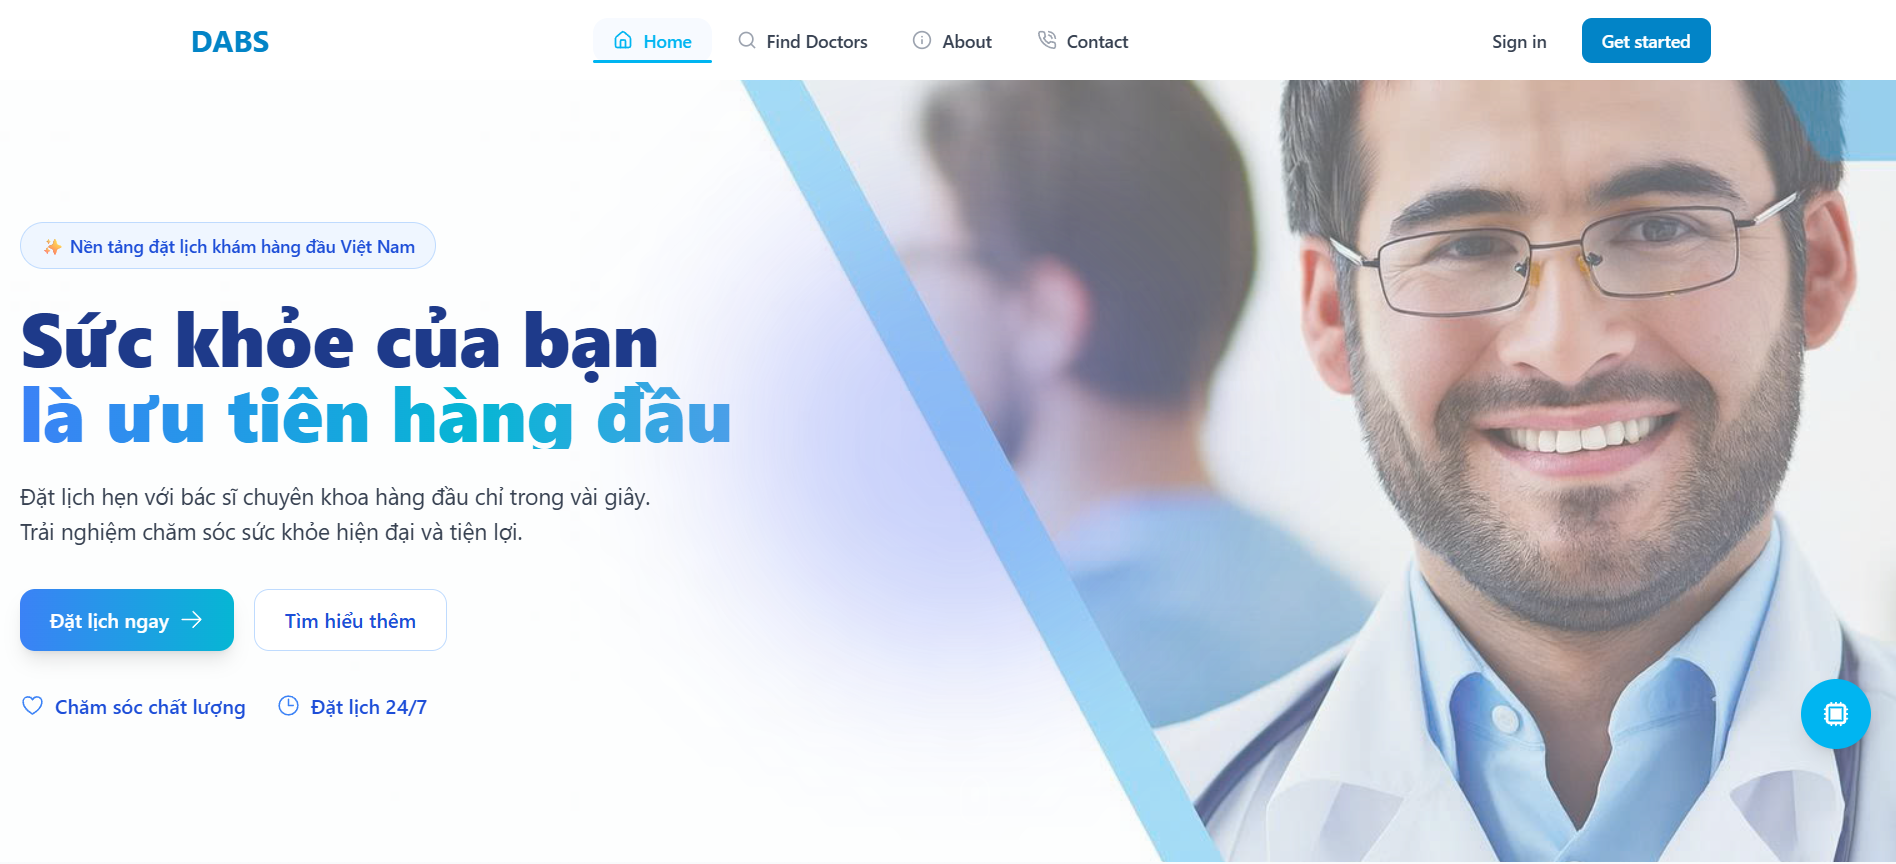 DABS
Home
Find Doctors
About
Contact
Sign in
Get started
✨ Nền tảng đặt lịch khám hàng đầu Việt Nam
Sức khỏe của bạn
là ưu tiên hàng đầu
Đặt lịch hẹn với bác sĩ chuyên khoa hàng đầu chỉ trong vài giây.
Trải nghiệm chăm sóc sức khỏe hiện đại và tiện lợi.
Đặt lịch ngay →
Tìm hiểu thêm
Chăm sóc chất lượng
Đặt lịch 24/7